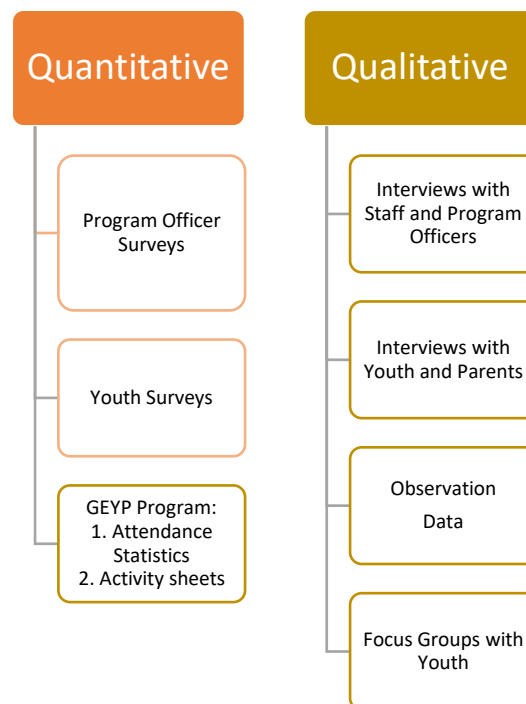 Quantitative
Program Officer
Surveys
Youth Surveys
GEYP Program:
1. Attendance
Statistics
2. Activity sheets
Qualitative
Interviews with
Staff and Program
Officers
Interviews with
Youth and Parents
Observation
Data
Focus Groups with
Youth